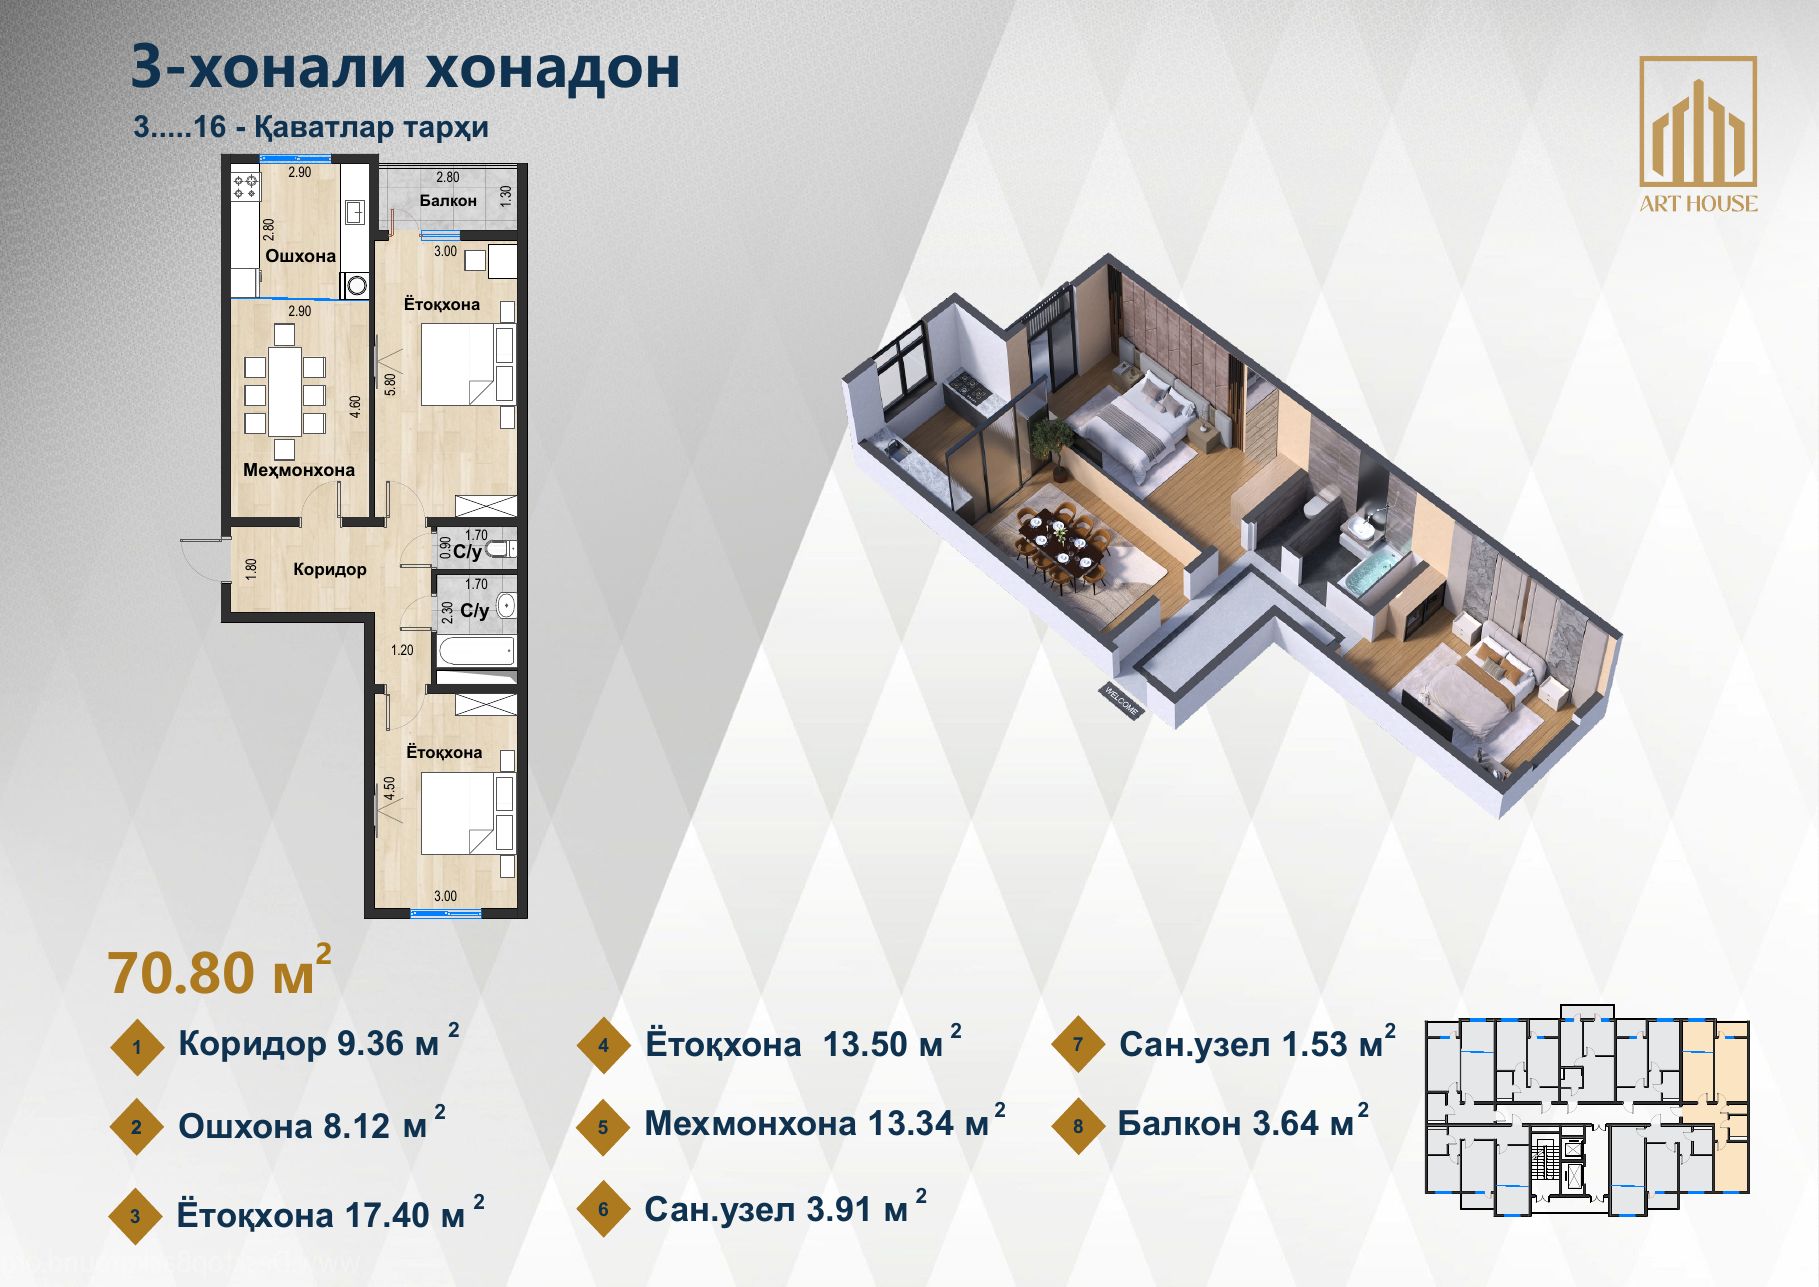 3-хонали хонадон
3.....16 - Қаватлар тарҳи
ART HOUSE
2.90
2.80
Ошхона
2.80
1.30
Балкон
3.00
Ётоқхона
5.80
2.90
4.60
Меҳмонхона
1.70
0.90
С/у
1.80
Коридор
1.70
2.30
С/у
1.20
Ётоқхона
4.50
3.00
WELCOME
70.80 м²
1 Коридор 9.36 м²
2 Ошхона 8.12 м²
3 Ётоқхона 17.40 м²
4 Ётоқхона 13.50 м²
5 Мехмонхона 13.34 м²
6 Сан.узел 3.91 м²
7 Сан.узел 1.53 м²
8 Балкон 3.64 м²